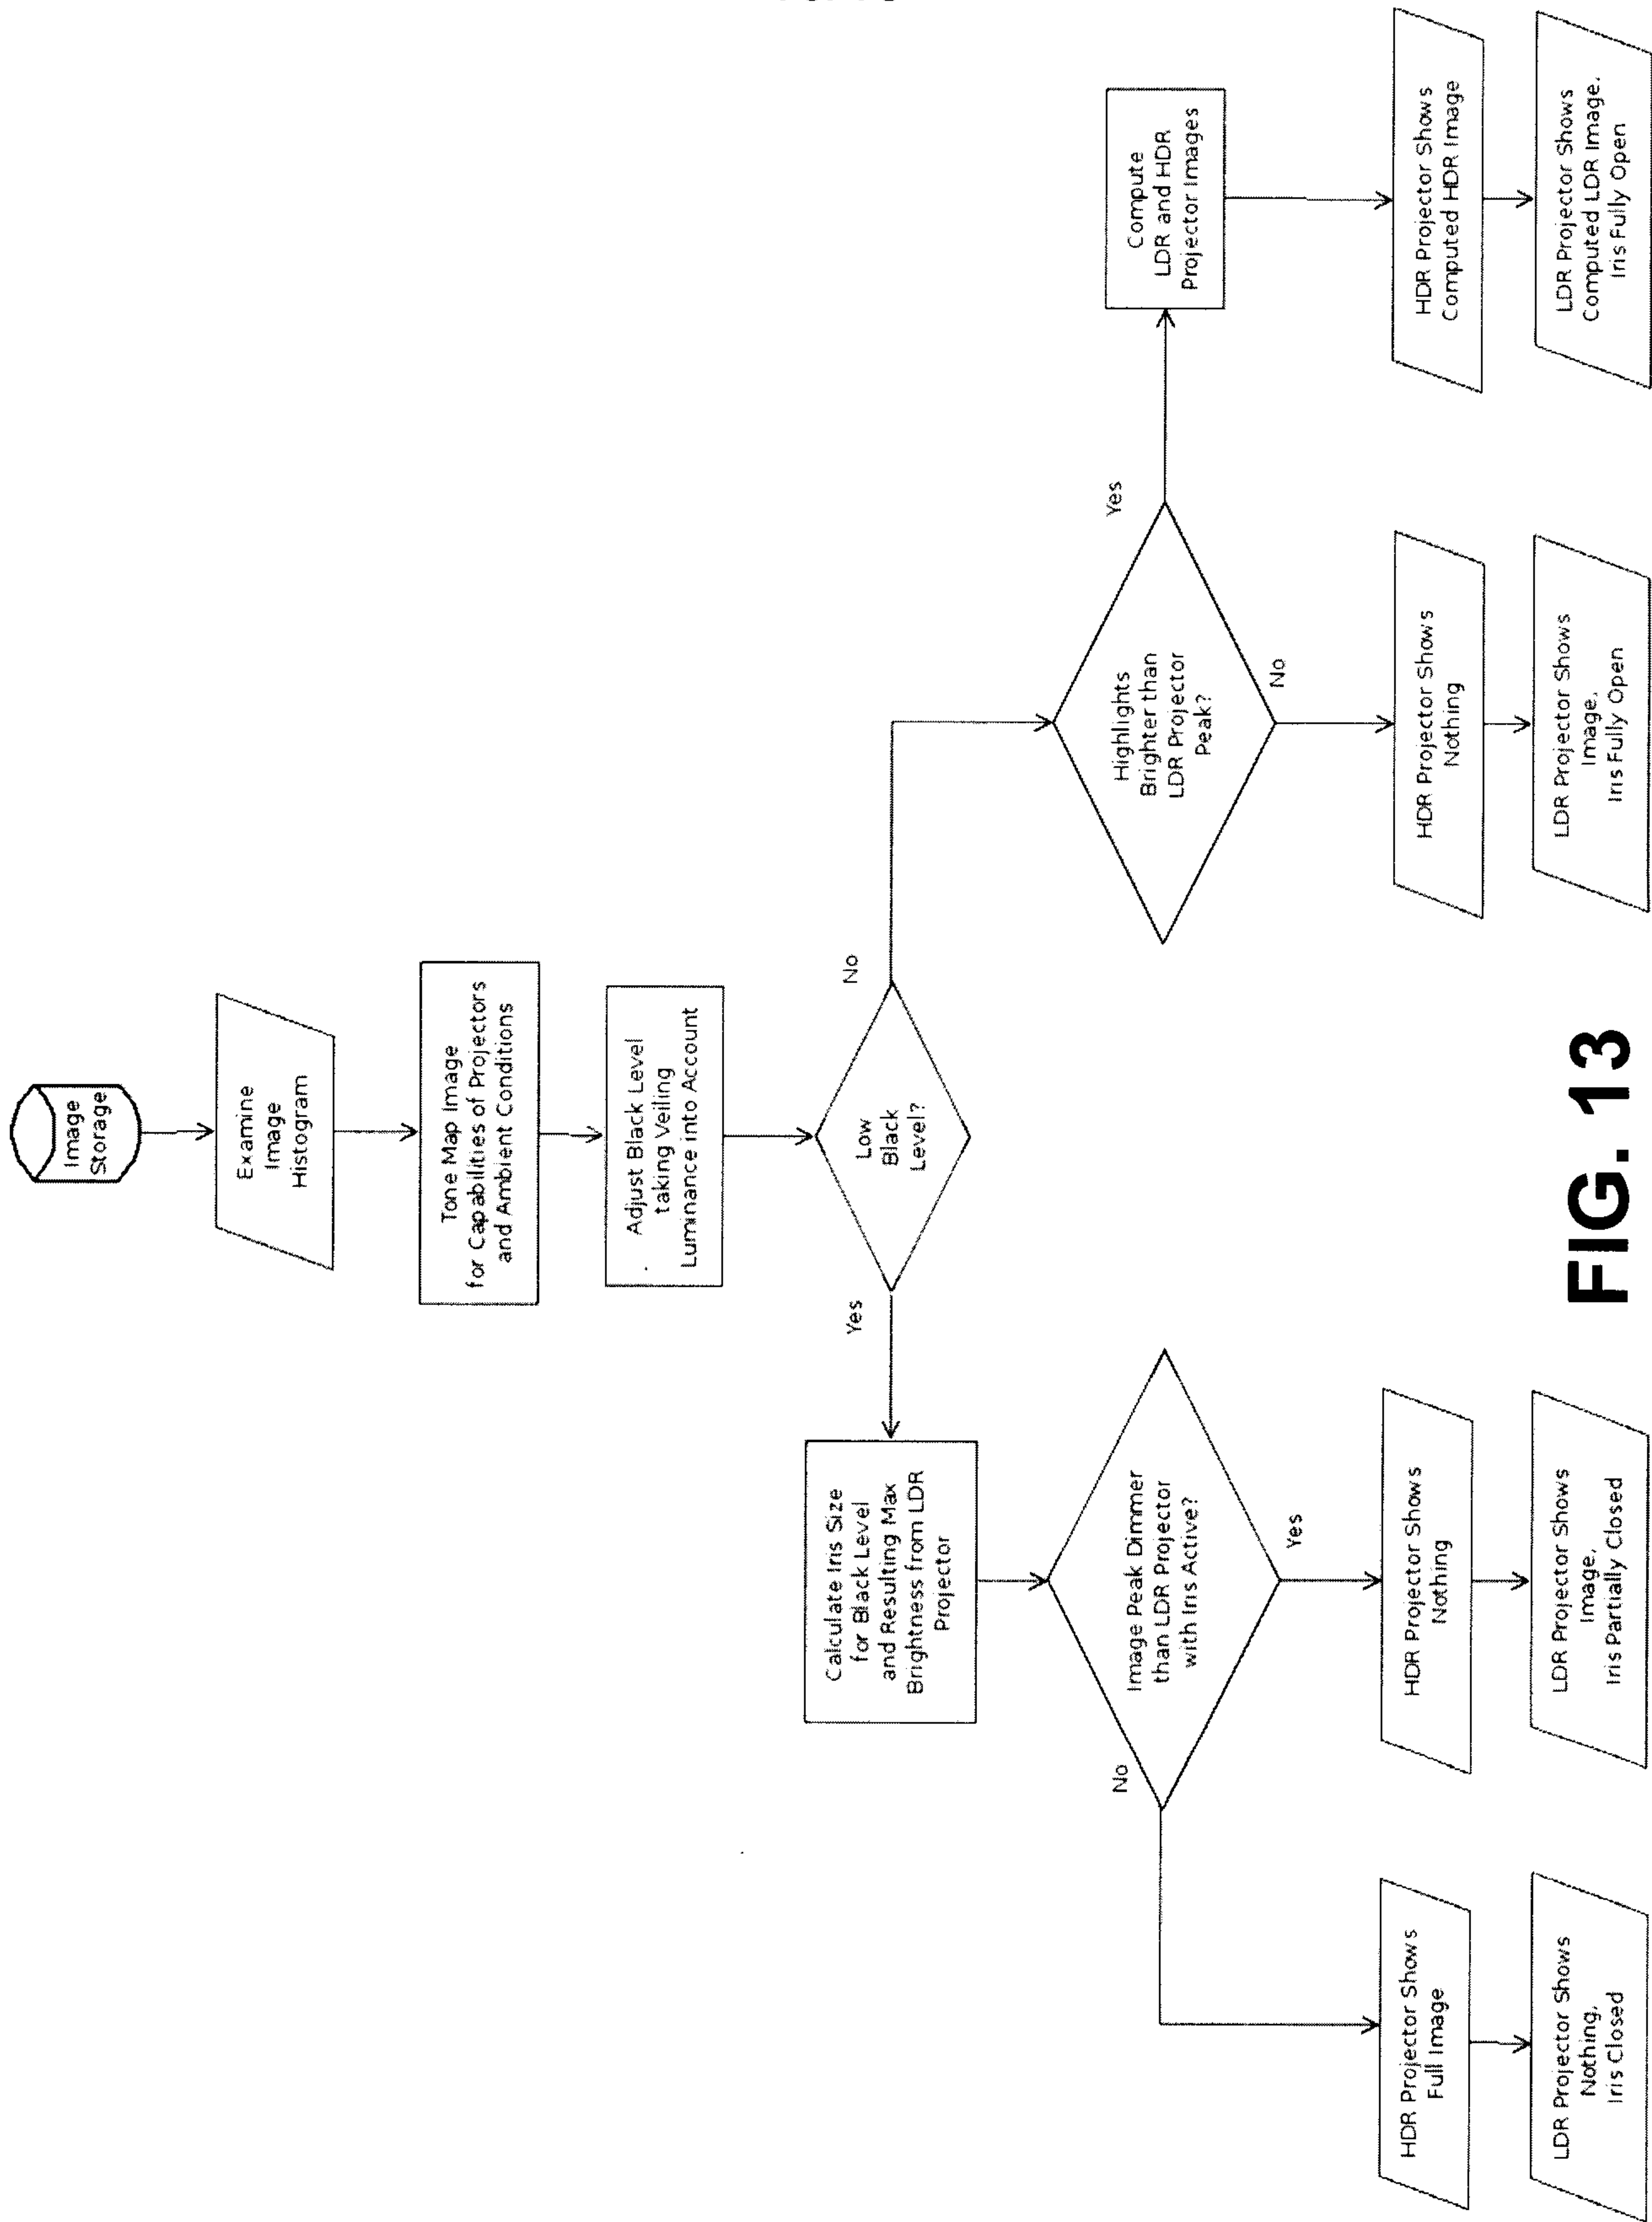 Image
Storage
Examine
Image
Histogram
Tone Map Image
for Capabilities of Projectors
and Ambient Conditions
Adjust Black Level
taking Veiling
Luminance into Account
Low
Black
Level?
Yes
No
Calculate Iris Size
for Black Level
and Resulting Max
Brightness from LDR
Projector
Image Peak Dimmer
than LDR Projector
with Iris Active?
No
Yes
HDR Projector Shows
Full Image
LDR Projector Shows
Nothing,
Iris Closed
HDR Projector Shows
Nothing
LDR Projector Shows
Image,
Iris Partially Closed
Highlights
Brighter than
LDR Projector
Peak?
Yes
No
HDR Projector Shows
Nothing
LDR Projector Shows
Image,
Iris Fully Open
Compute
LDR and HDR
Projector Images
HDR Projector Shows
Computed HDR Image
LDR Projector Shows
Computed LDR Image,
Iris Fully Open
FIG. 13